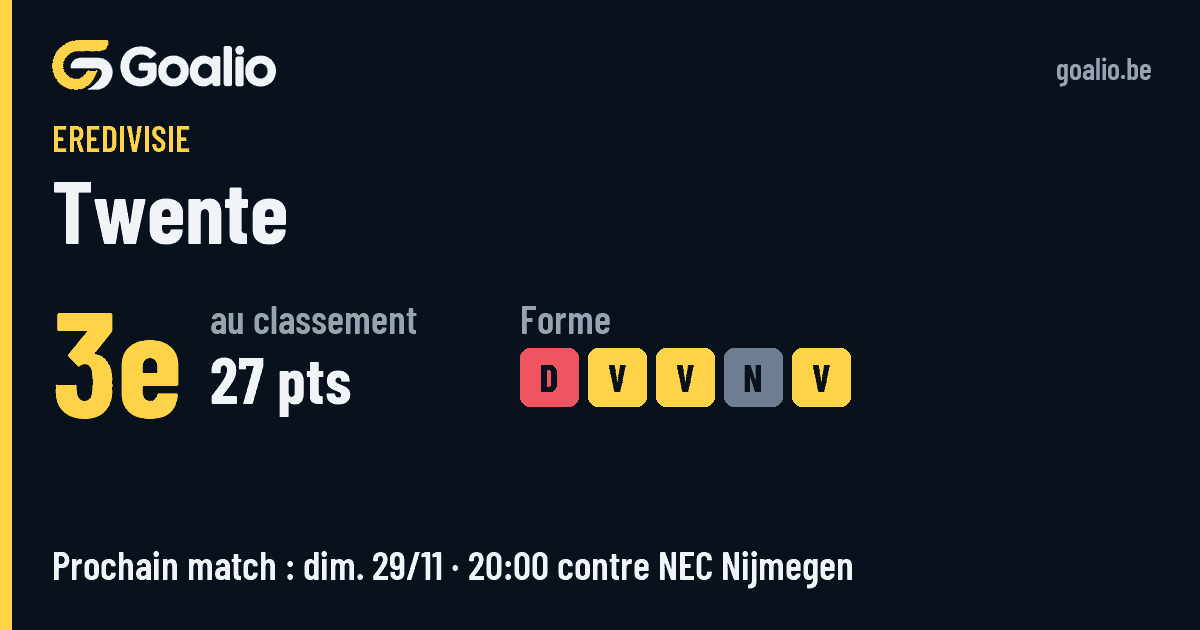 Goalio
goalio.be
EREDIVISIE
Twente
3e
au classement
27 pts
Forme
D V V N V
Prochain match : dim. 29/11 · 20:00 contre NEC Nijmegen